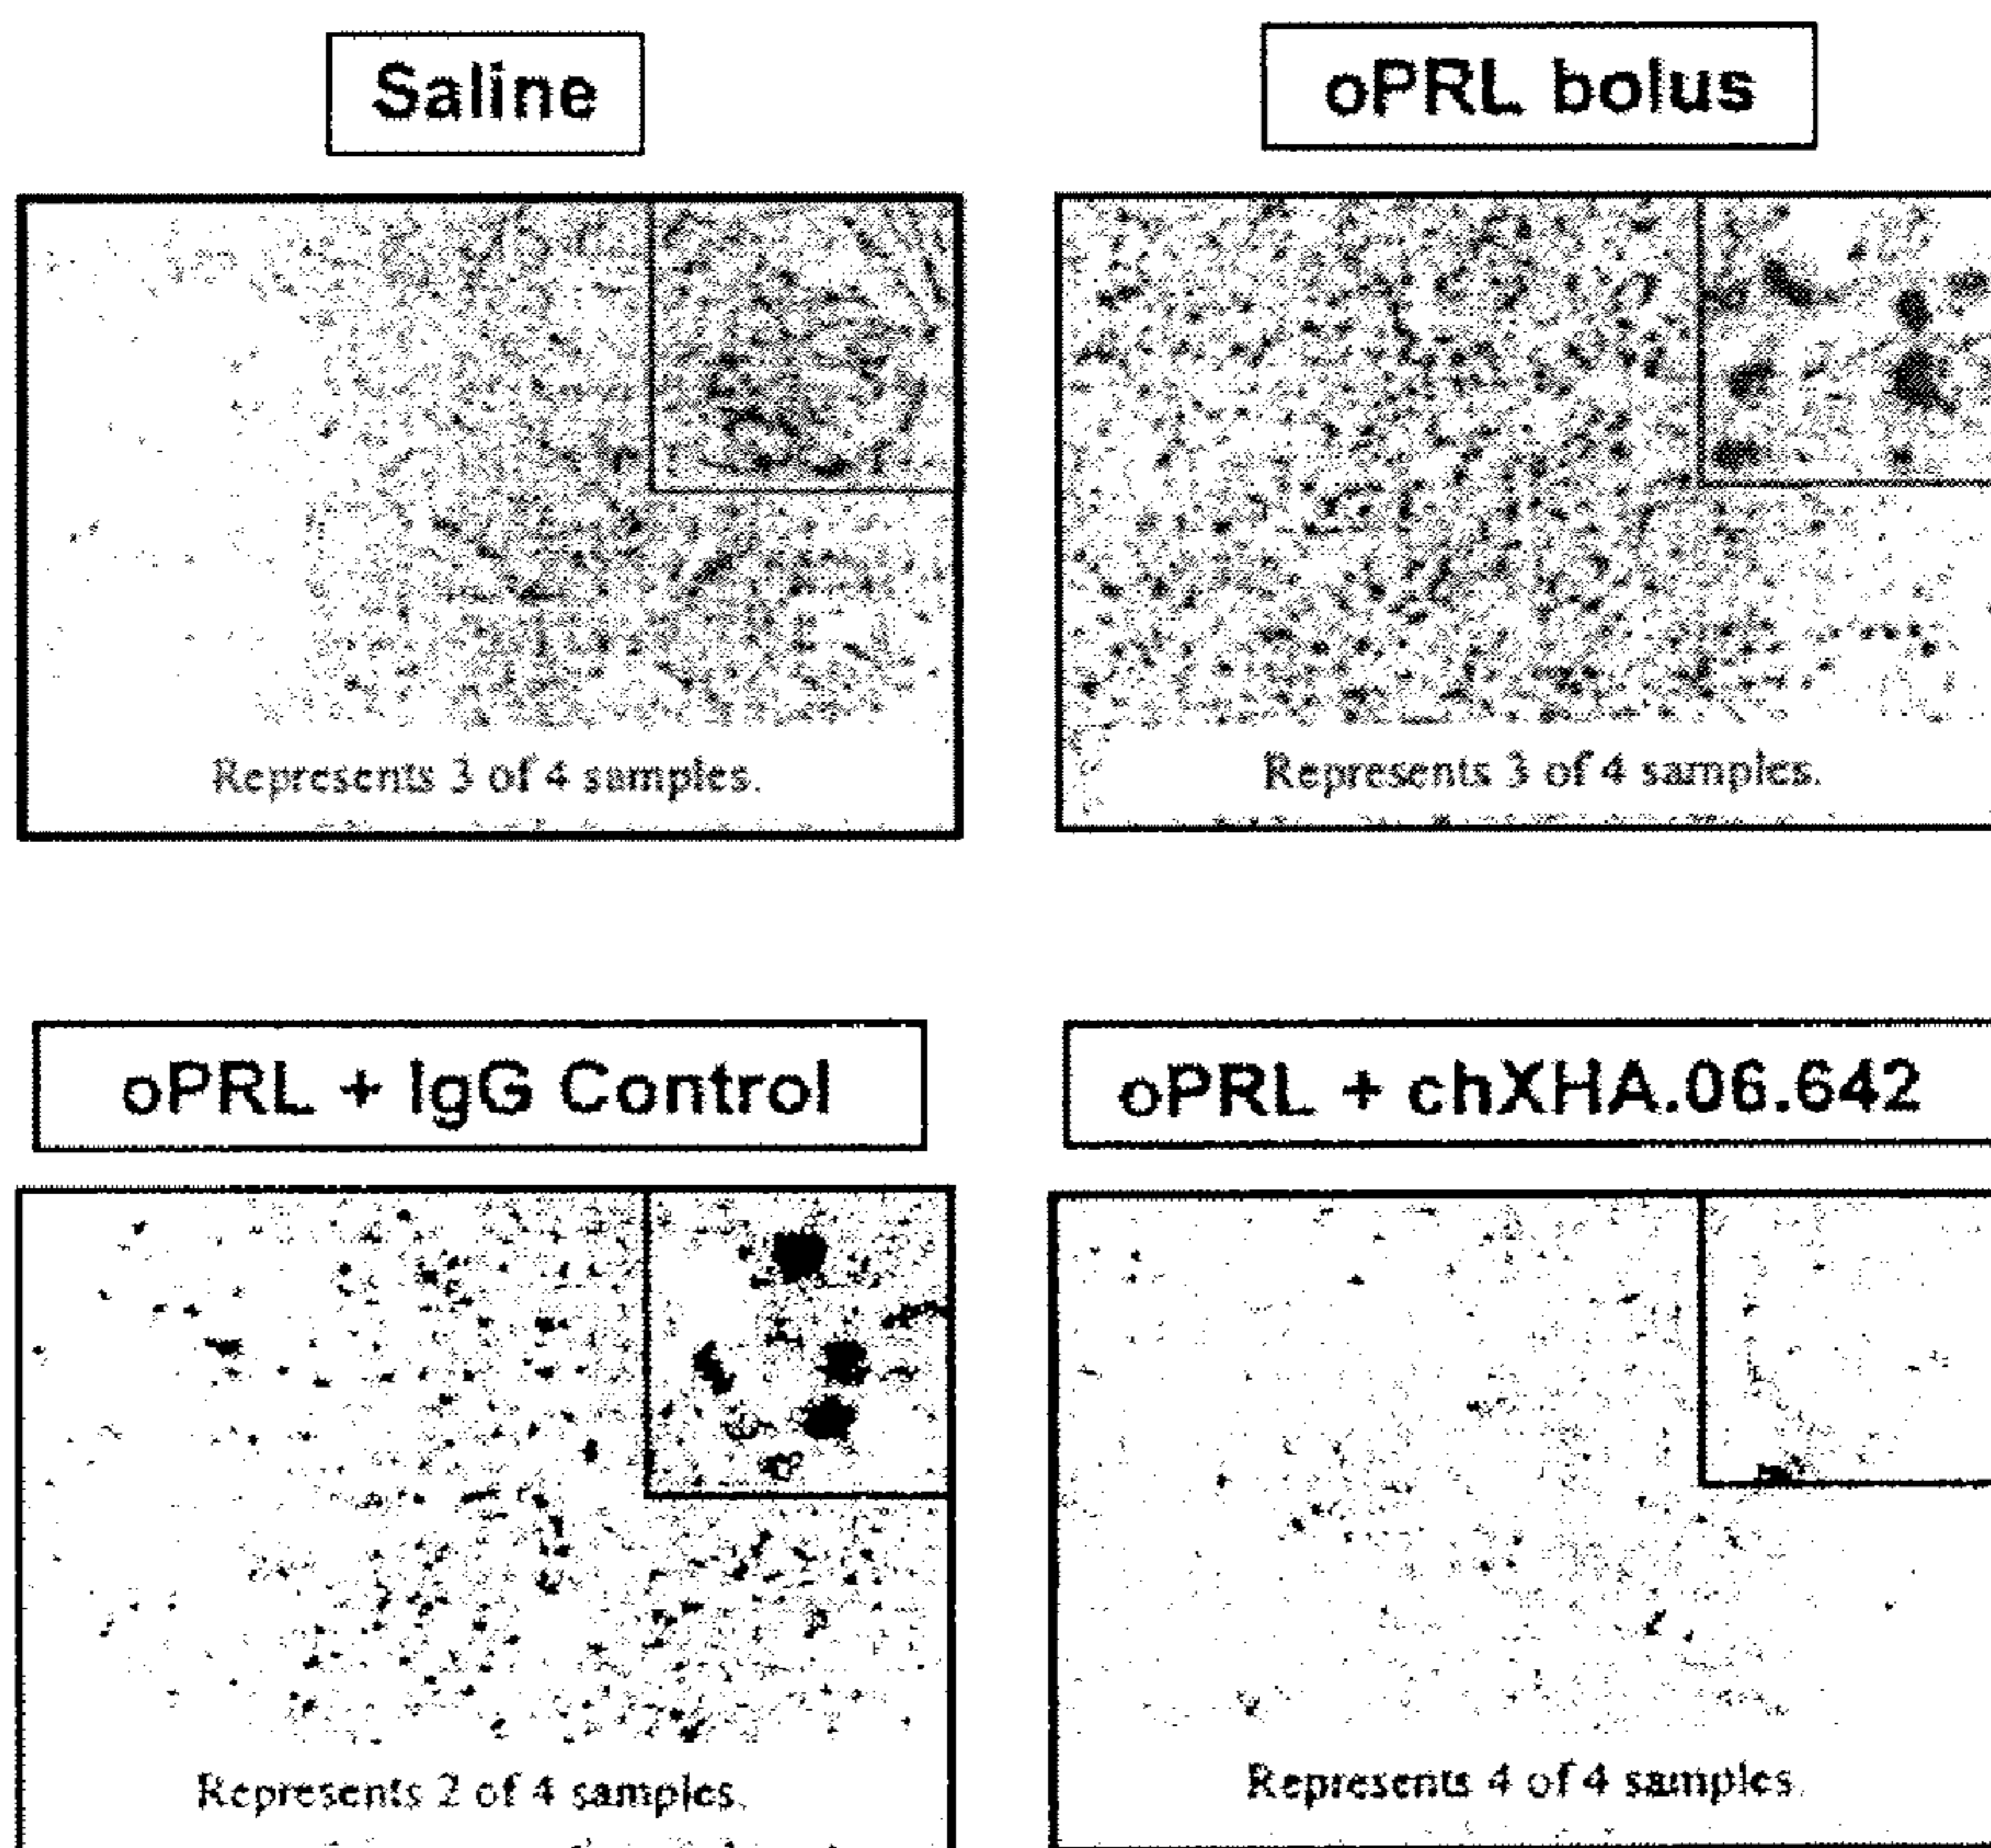 Saline
oPRL bolus
Represents 3 of 4 samples.
Represents 3 of 4 samples.
oPRL + IgG Control
oPRL + chXHA.06.642
Represents 2 of 4 samples.
Represents 4 of 4 samples.